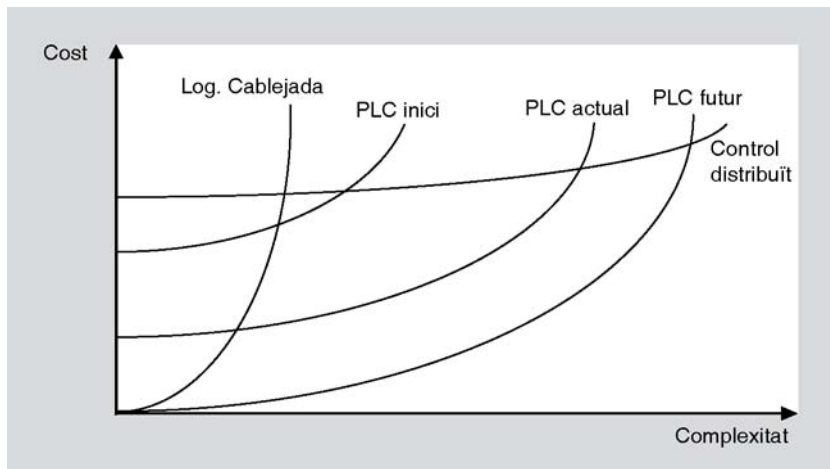 Cost
Log. Cablejada
PLC inici
PLC actual
PLC futur
Control
distribuït
Complexitat